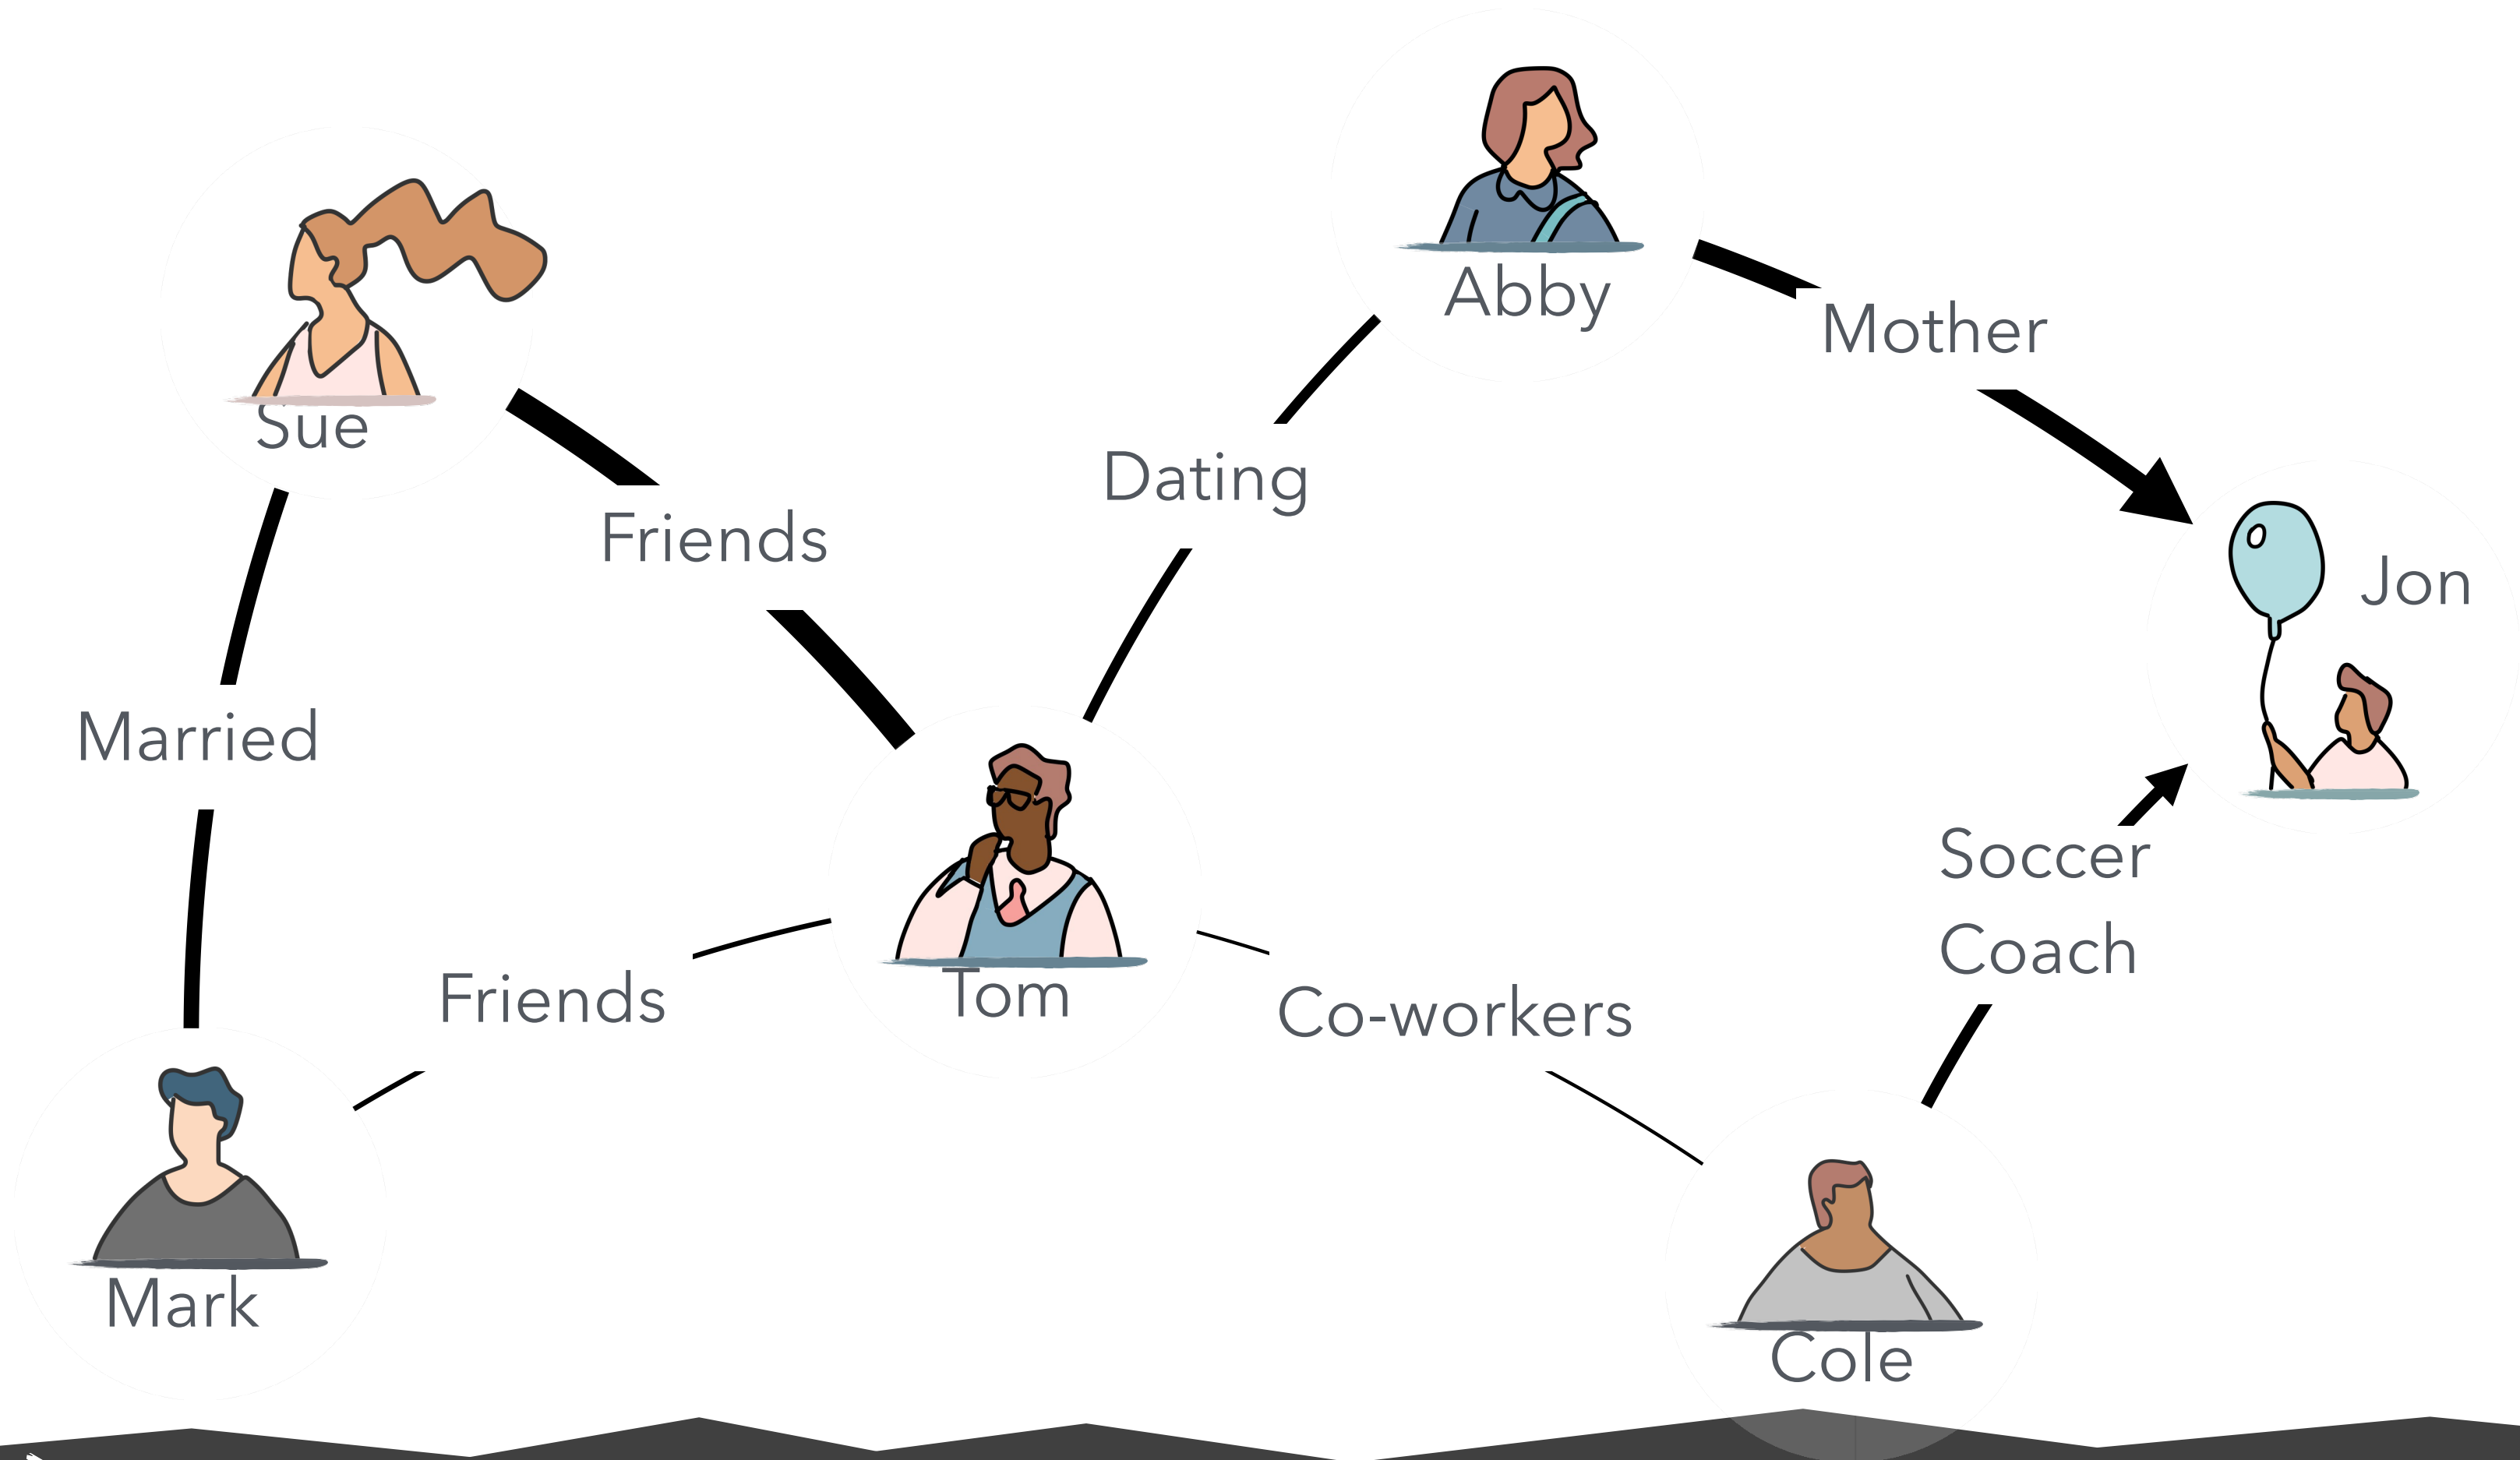 Abby
Mother
Sue
Dating
Friends
Jon
Married
Soccer
Coach
Friends
Tom
Co-workers
Mark
Cole